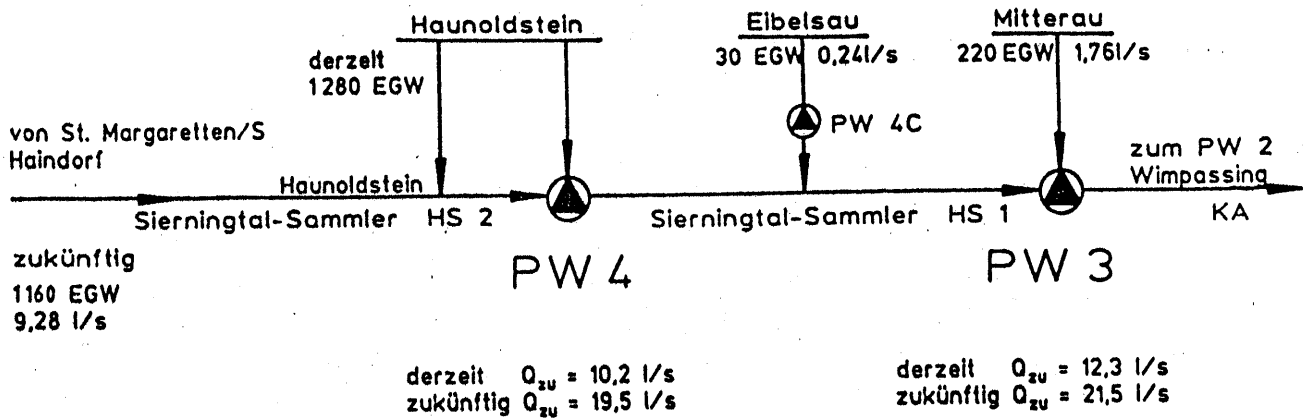 Haunoldstein
derzeit
1280 EGW
Eibelsau
30 EGW 0,24l/s
Mitterau
220 EGW 1,76l/s
PW 4C
von St. Margaretten/S
Haindorf
Haunoldstein
Sierningtal-Sammler HS 2
Sierningtal-Sammler HS 1
zum PW 2
Wimpassing
KA
zukünftig
1160 EGW
9,28 l/s
PW 4
PW 3
derzeit Qzu = 10,2 l/s
zukünftig Qzu = 19,5 l/s
derzeit Qzu = 12,3 l/s
zukünftig Qzu = 21,5 l/s